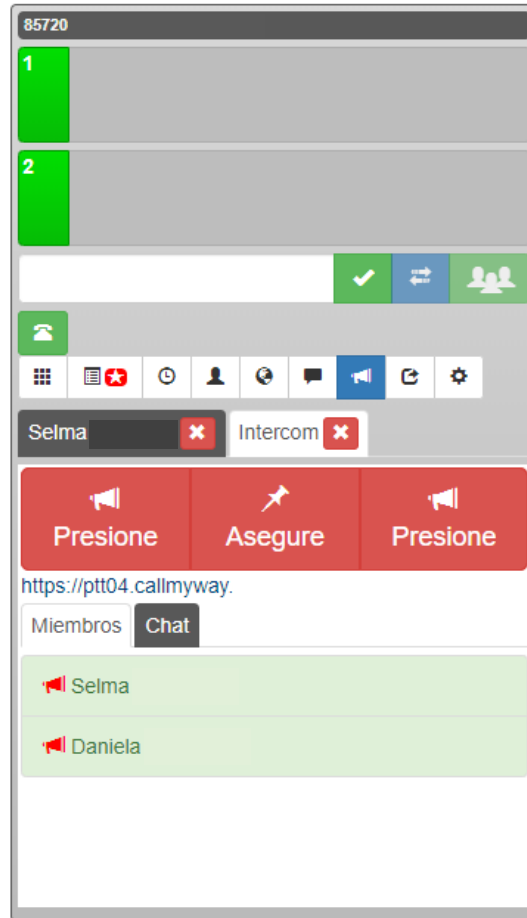 85720
1
2
Selma Intercom
Presione Asegure Presione
https://ptt04.callmyway.
Miembros Chat
Selma
Daniela